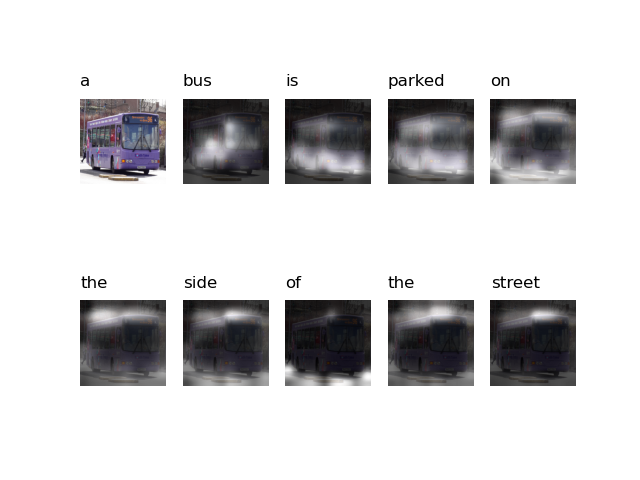 a bus is parked on
the side of the street